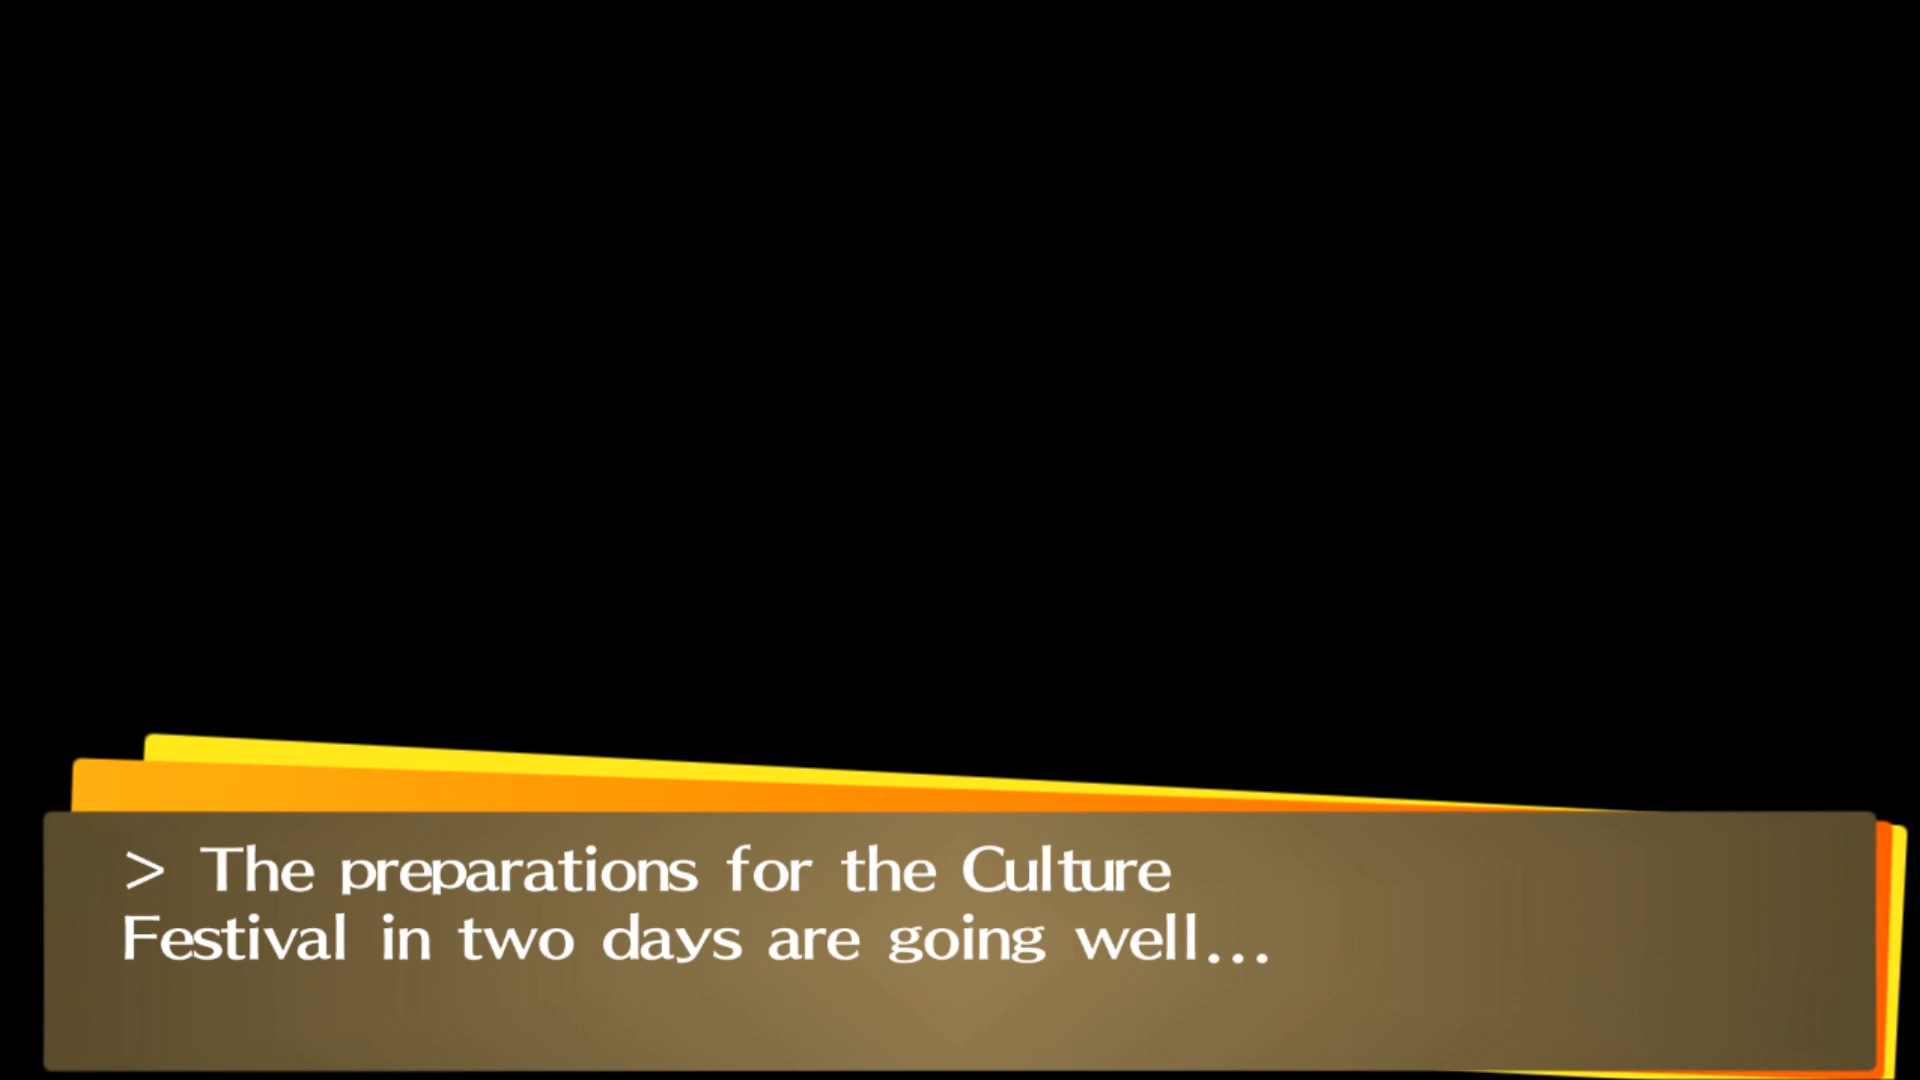 > The preparations for the Culture
Festival in two days are going well...